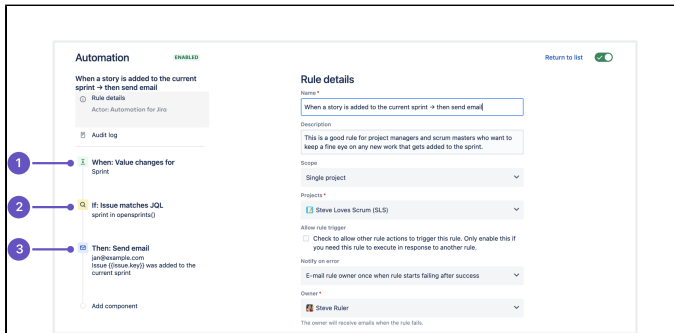 Automation
ENABLED
Return to list
When a story is added to the current
sprint → then send email
Rule details
Actor: Automation for Jira
Audit log
1
When: Value changes for
Sprint
2
If: Issue matches JQL
sprint in opensprints()
3
Then: Send email
jan@example.com
Issue {{issue.key}} was added to the
current sprint
Add component
Rule details
Name *
When a story is added to the current sprint → then send email
Description
This is a good rule for project managers and scrum masters who want to
keep a fine eye on any new work that gets added to the sprint.
Scope
Single project
Projects *
Steve Loves Scrum (SLS)
Allow rule trigger
Check to allow other rule actions to trigger this rule. Only enable this if
you need this rule to execute in response to another rule.
Notify on error
E-mail rule owner once when rule starts failing after success
Owner *
Steve Ruler
The owner will receive emails when the rule fails.